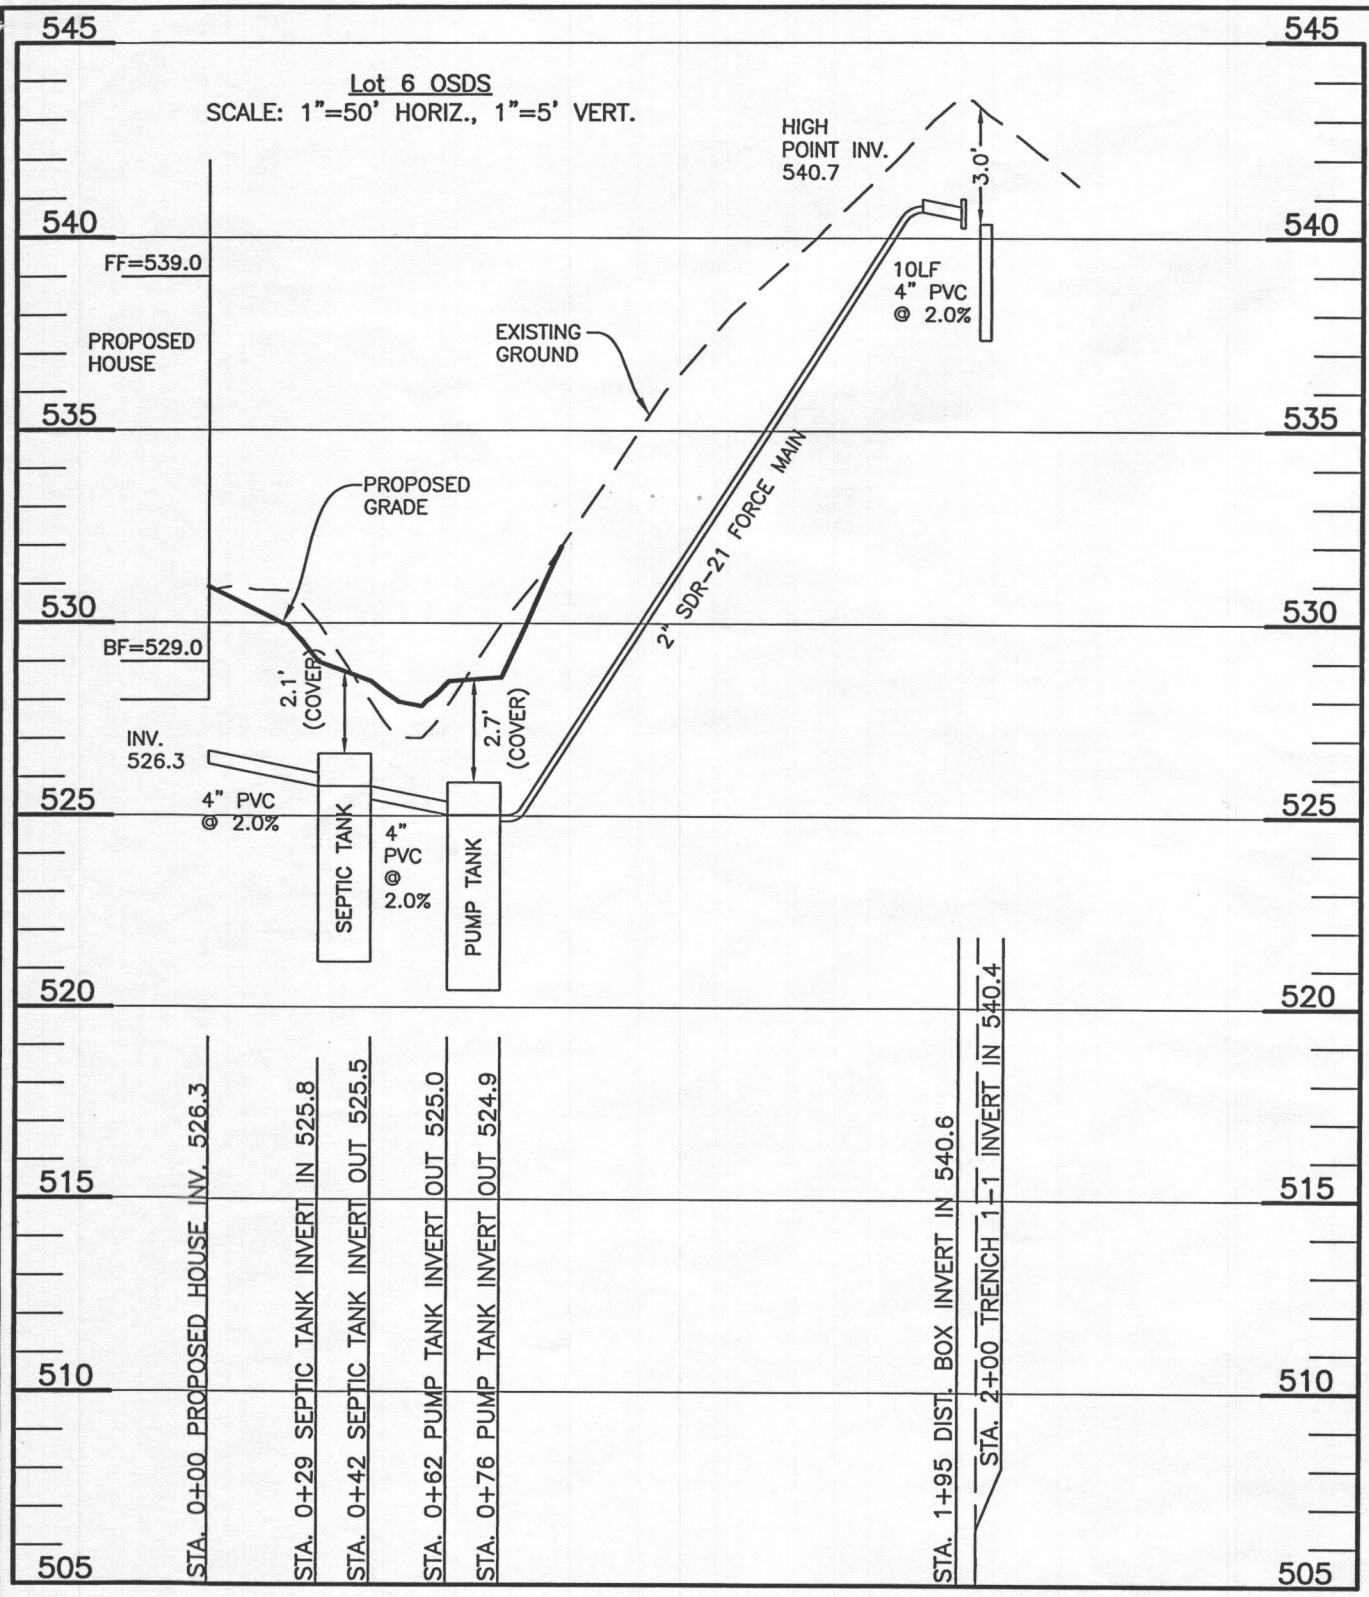 545
545
Lot 6 OSDS
SCALE: 1"=50' HORIZ., 1"=5' VERT.
HIGH
POINT INV.
540.7
3.0'
540
540
FF=539.0
10LF
4" PVC
@ 2.0%
PROPOSED
HOUSE
EXISTING
GROUND
535
535
PROPOSED
GRADE
2" SDR-21 FORCE MAIN
530
530
BF=529.0
2.1'
(COVER)
2.7'
(COVER)
INV.
526.3
4" PVC
@ 2.0%
525
525
SEPTIC TANK
4"
PVC
@
2.0%
PUMP TANK
520
520
STA. 0+00 PROPOSED HOUSE INV. 526.3
STA. 0+29 SEPTIC TANK INVERT IN 525.8
STA. 0+42 SEPTIC TANK INVERT OUT 525.5
STA. 0+62 PUMP TANK INVERT OUT 525.0
STA. 0+76 PUMP TANK INVERT OUT 524.9
STA. 1+95 DIST. BOX INVERT IN 540.6
STA. 2+00 TRENCH 1-1 INVERT IN 540.4
515
515
510
510
505
505